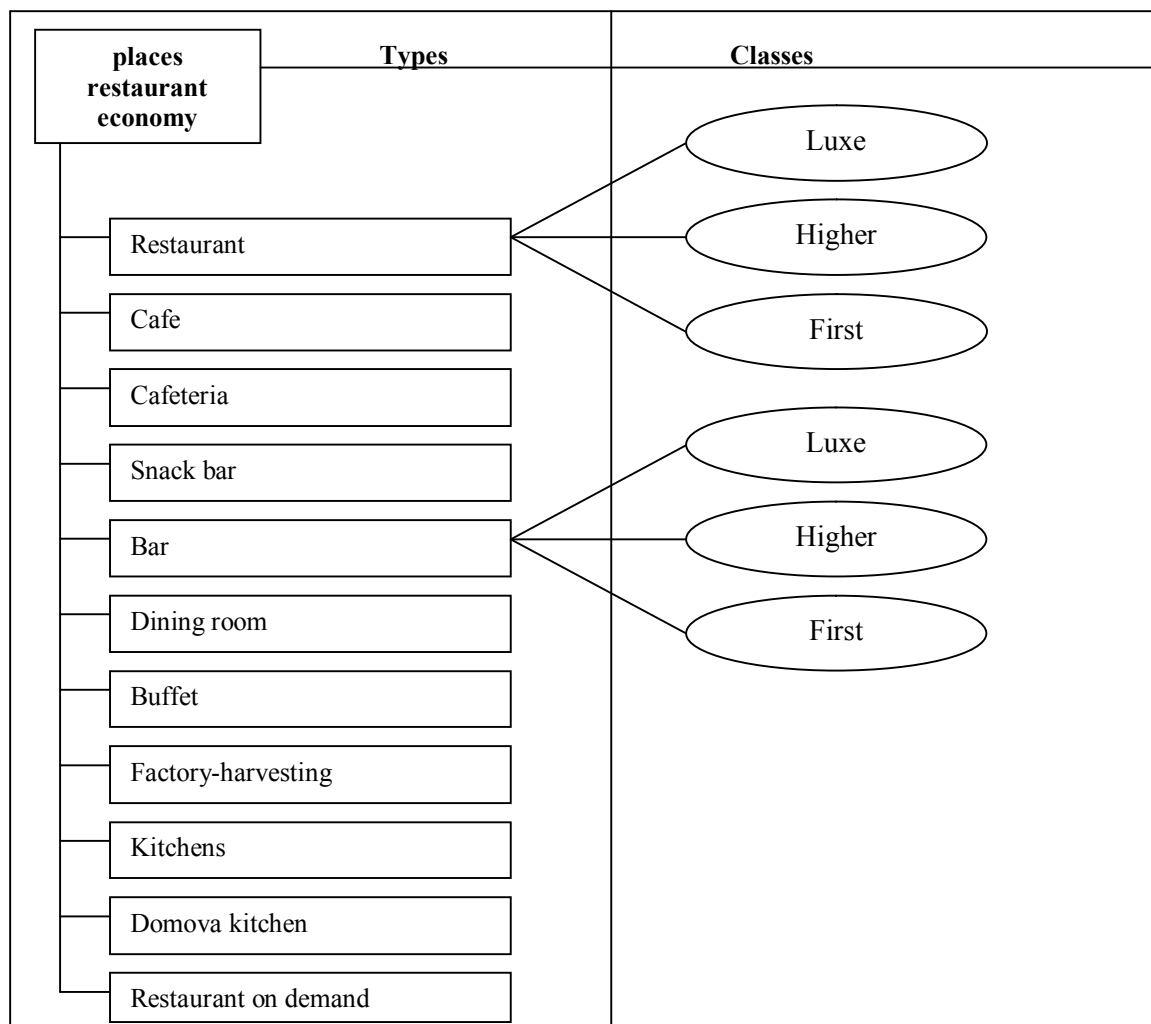 places
restaurant
economy
Types
Classes
Luxe
Restaurant
Higher
First
Cafe
Cafeteria
Snack bar
Bar
Luxe
Higher
First
Dining room
Buffet
Factory-harvesting
Kitchens
Domova kitchen
Restaurant on demand